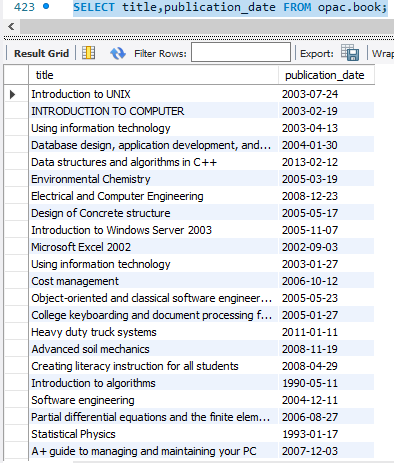 423 SELECT title,publication_date FROM opac.book;
Result Grid Filter Rows: Export: Wrap
title publication_date
Introduction to UNIX 2003-07-24
INTRODUCTION TO COMPUTER 2003-02-19
Using information technology 2003-04-13
Database design, application development, and... 2004-01-30
Data structures and algorithms in C++ 2013-02-12
Environmental Chemistry 2005-03-19
Electrical and Computer Engineering 2008-12-23
Design of Concrete structure 2005-05-17
Introduction to Windows Server 2003 2005-11-07
Microsoft Excel 2002 2002-09-03
Using information technology 2003-01-27
Cost management 2006-10-12
Object-oriented and classical software engineer... 2005-05-23
College keyboarding and document processing f... 2005-01-27
Heavy duty truck systems 2011-01-11
Advanced soil mechanics 2008-11-19
Creating literacy instruction for all students 2008-04-29
Introduction to algorithms 1990-05-11
Software engineering 2004-12-11
Partial differential equations and the finite elem... 2006-08-27
Statistical Physics 1993-01-17
A+ guide to managing and maintaining your PC 2007-12-03